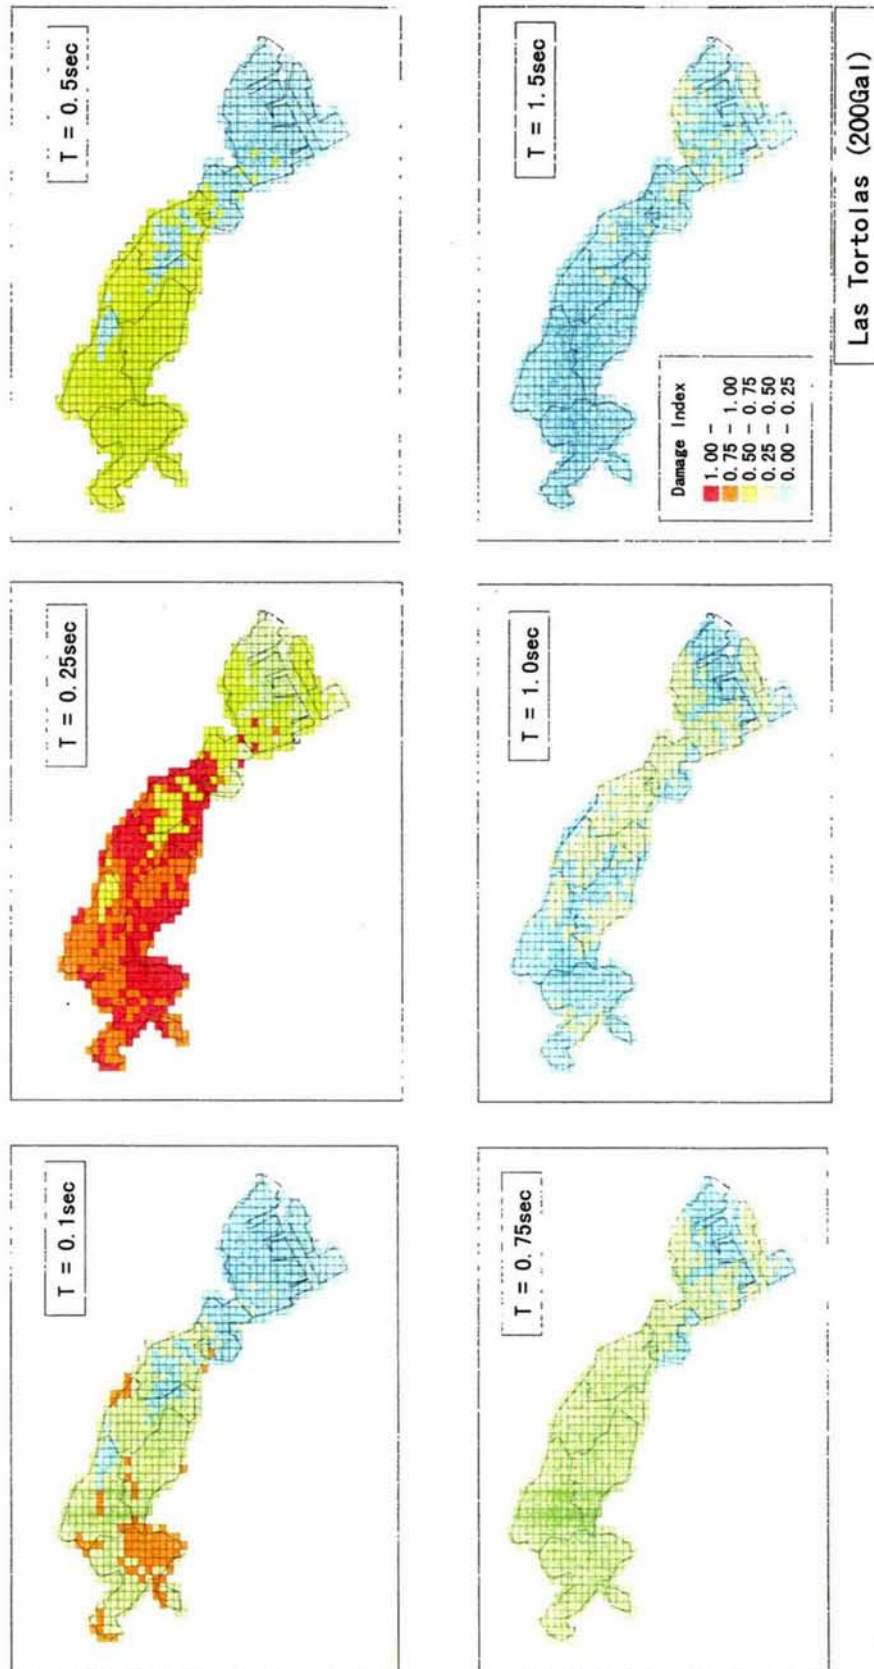 T = 0.1sec
T = 0.25sec
T = 0.5sec
T = 0.75sec
T = 1.0sec
T = 1.5sec
Damage Index
1.00 -
0.75 - 1.00
0.50 - 0.75
0.25 - 0.50
0.00 - 0.25
Las Tortolas (200Gal)